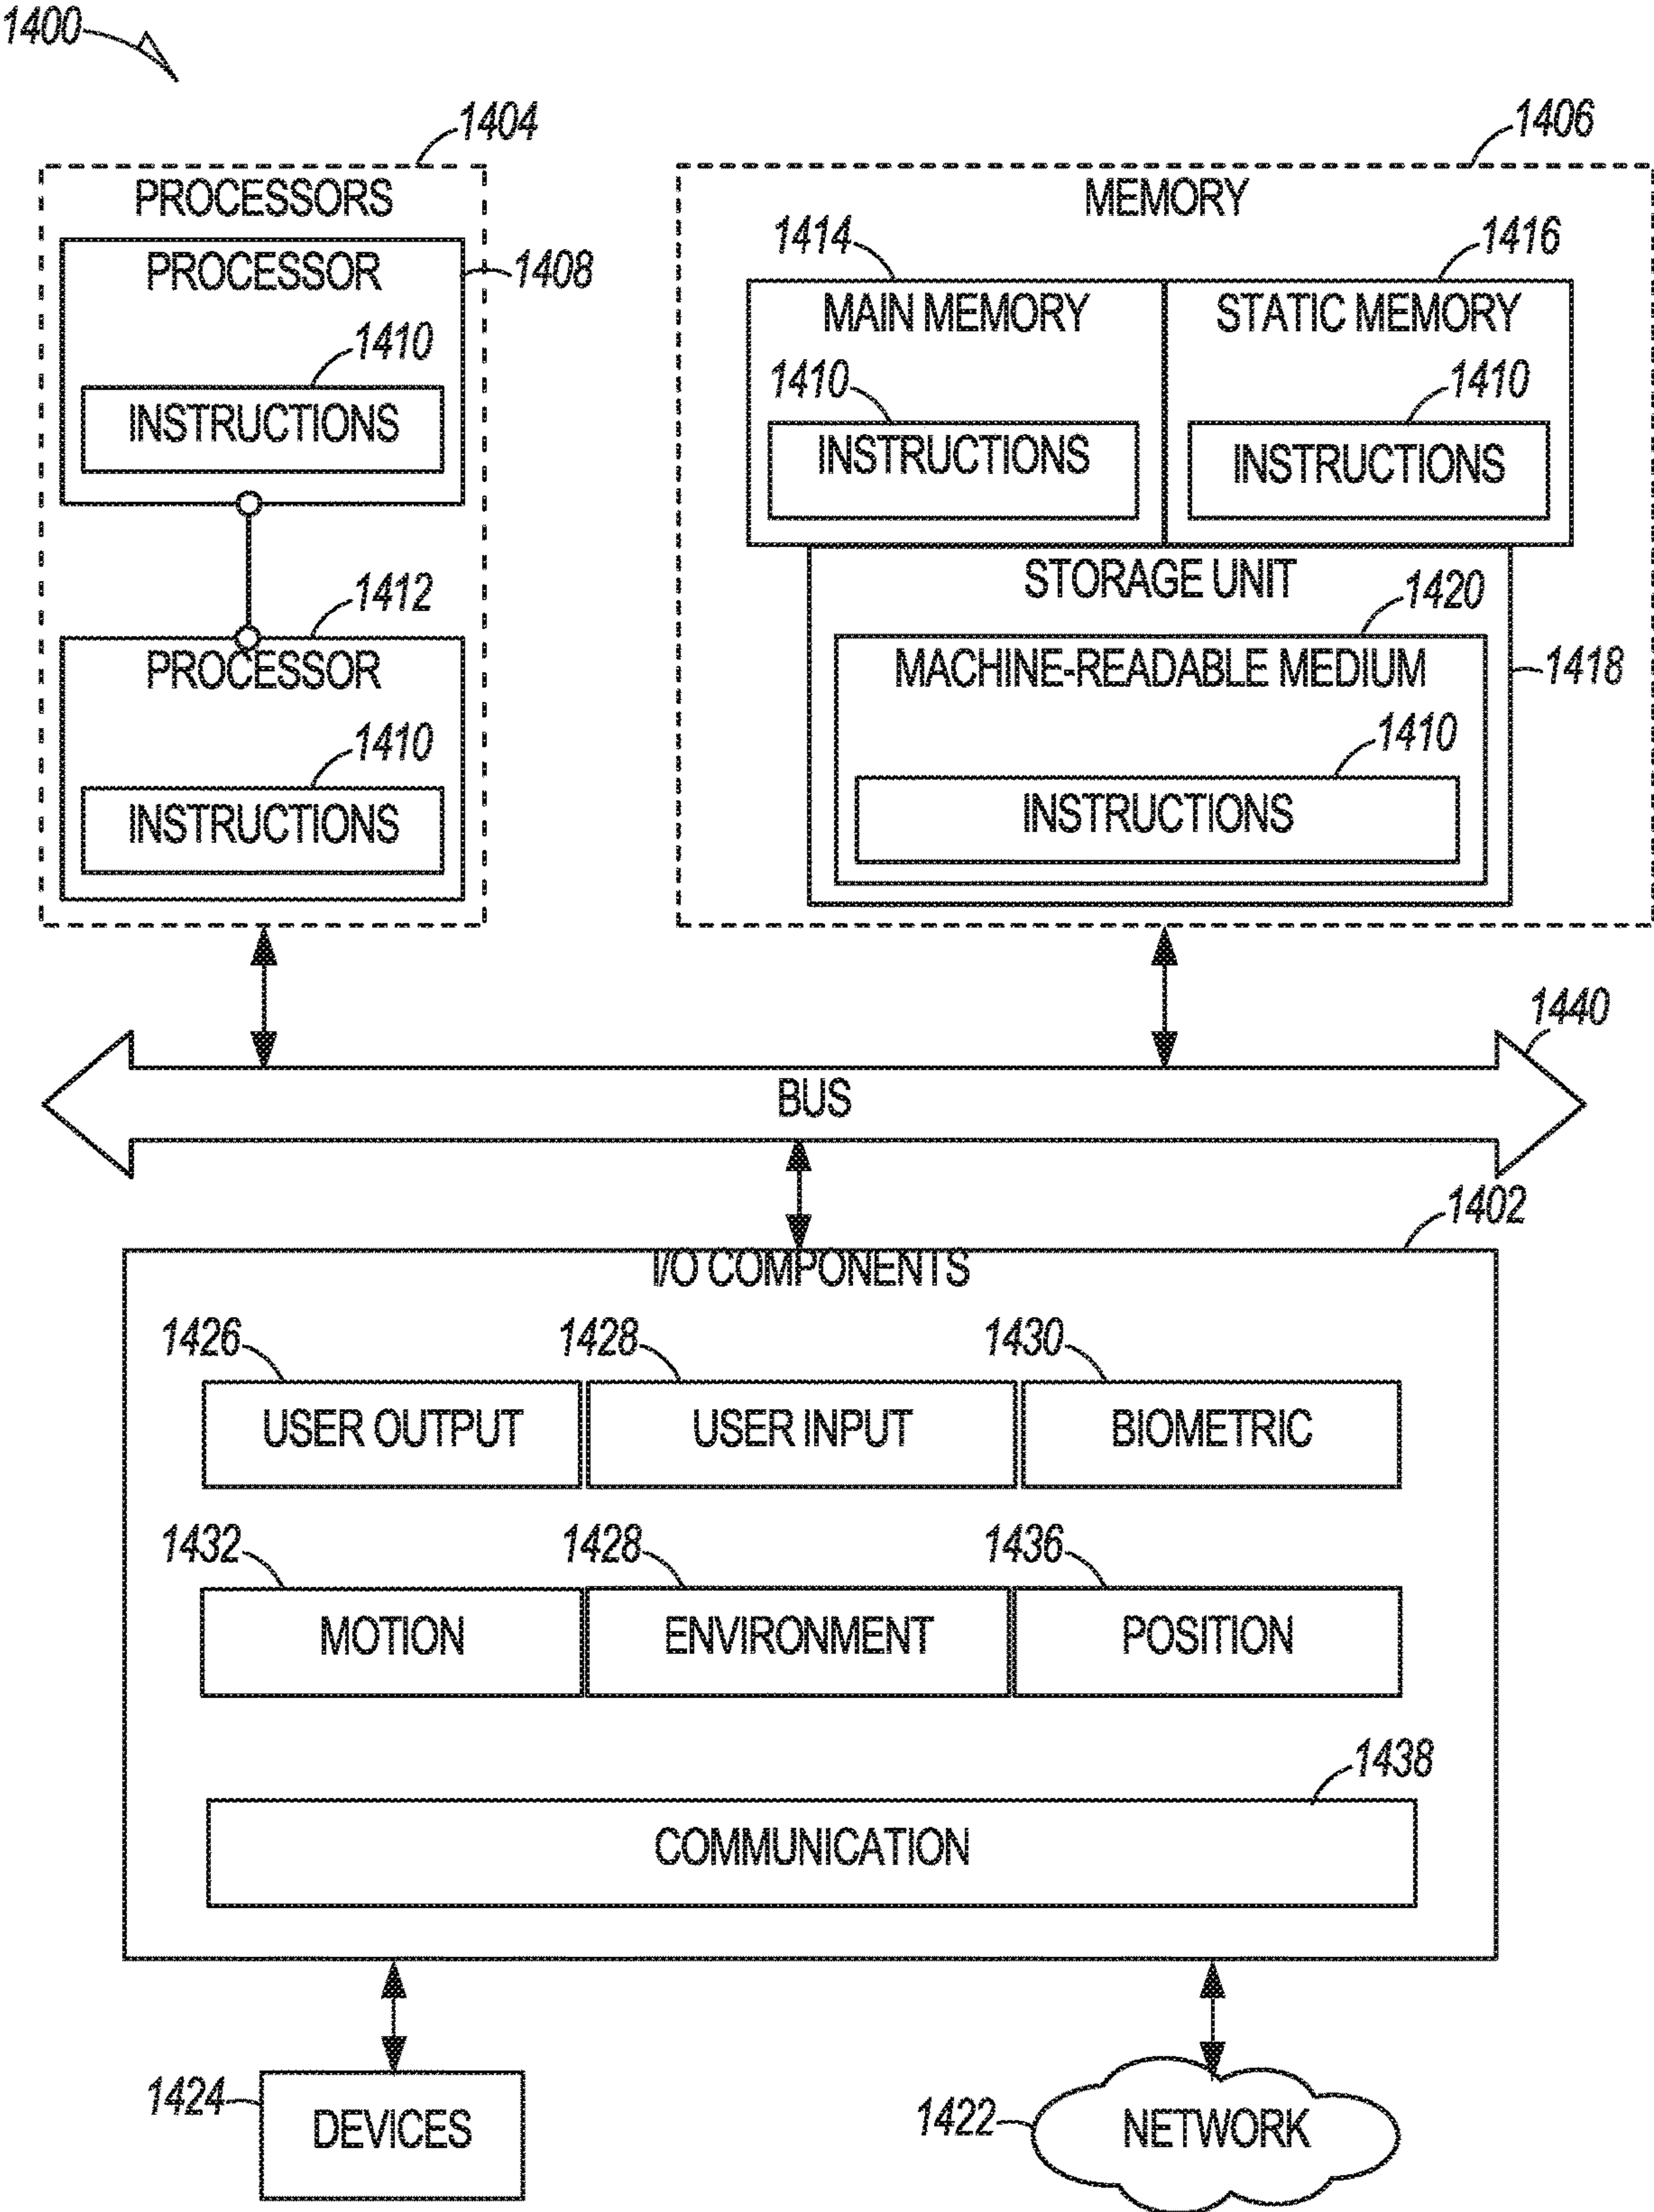 1400
1404
1406
PROCESSORS
MEMORY
PROCESSOR
1408
1414
1416
MAIN MEMORY
STATIC MEMORY
1410
INSTRUCTIONS
1410
INSTRUCTIONS
1410
INSTRUCTIONS
1412
PROCESSOR
1410
INSTRUCTIONS
STORAGE UNIT
1420
MACHINE-READABLE MEDIUM
1418
1410
INSTRUCTIONS
1440
BUS
1402
I/O COMPONENTS
1426
1428
1430
USER OUTPUT
USER INPUT
BIOMETRIC
1432
1428
1436
MOTION
ENVIRONMENT
POSITION
1438
COMMUNICATION
1424
DEVICES
1422
NETWORK